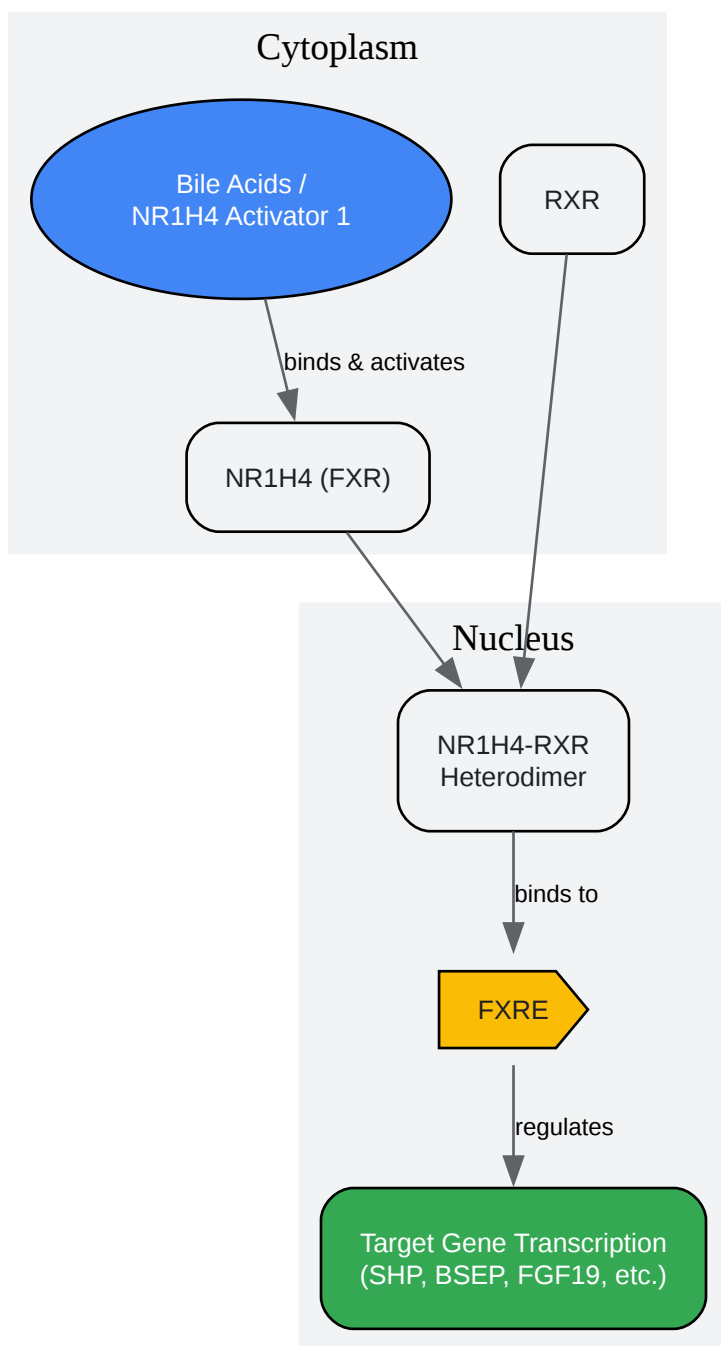 Cytoplasm
Bile Acids /
NR1H4 Activator 1
RXR
binds & activates
NR1H4 (FXR)
Nucleus
NR1H4-RXR
Heterodimer
binds to
FXRE
regulates
Target Gene Transcription
(SHP, BSEP, FGF19, etc.)